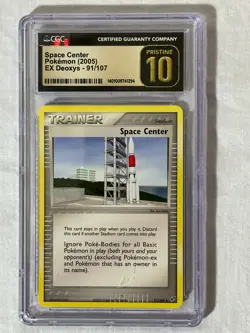 CGC
CERTIFIED GUARANTY COMPANY
Space Center
Pokémon (2005)
EX Deoxys - 91/107
PRISTINE
10
TRAINER
Space Center
This card stays in play when you play it. Discard
this card if another Stadium card comes into play.
Ignore Poké-Bodies for all Basic
Pokémon in play (both yours and your
opponent's) (excluding Pokémon-ex
and Pokémon that has an owner in
its name).